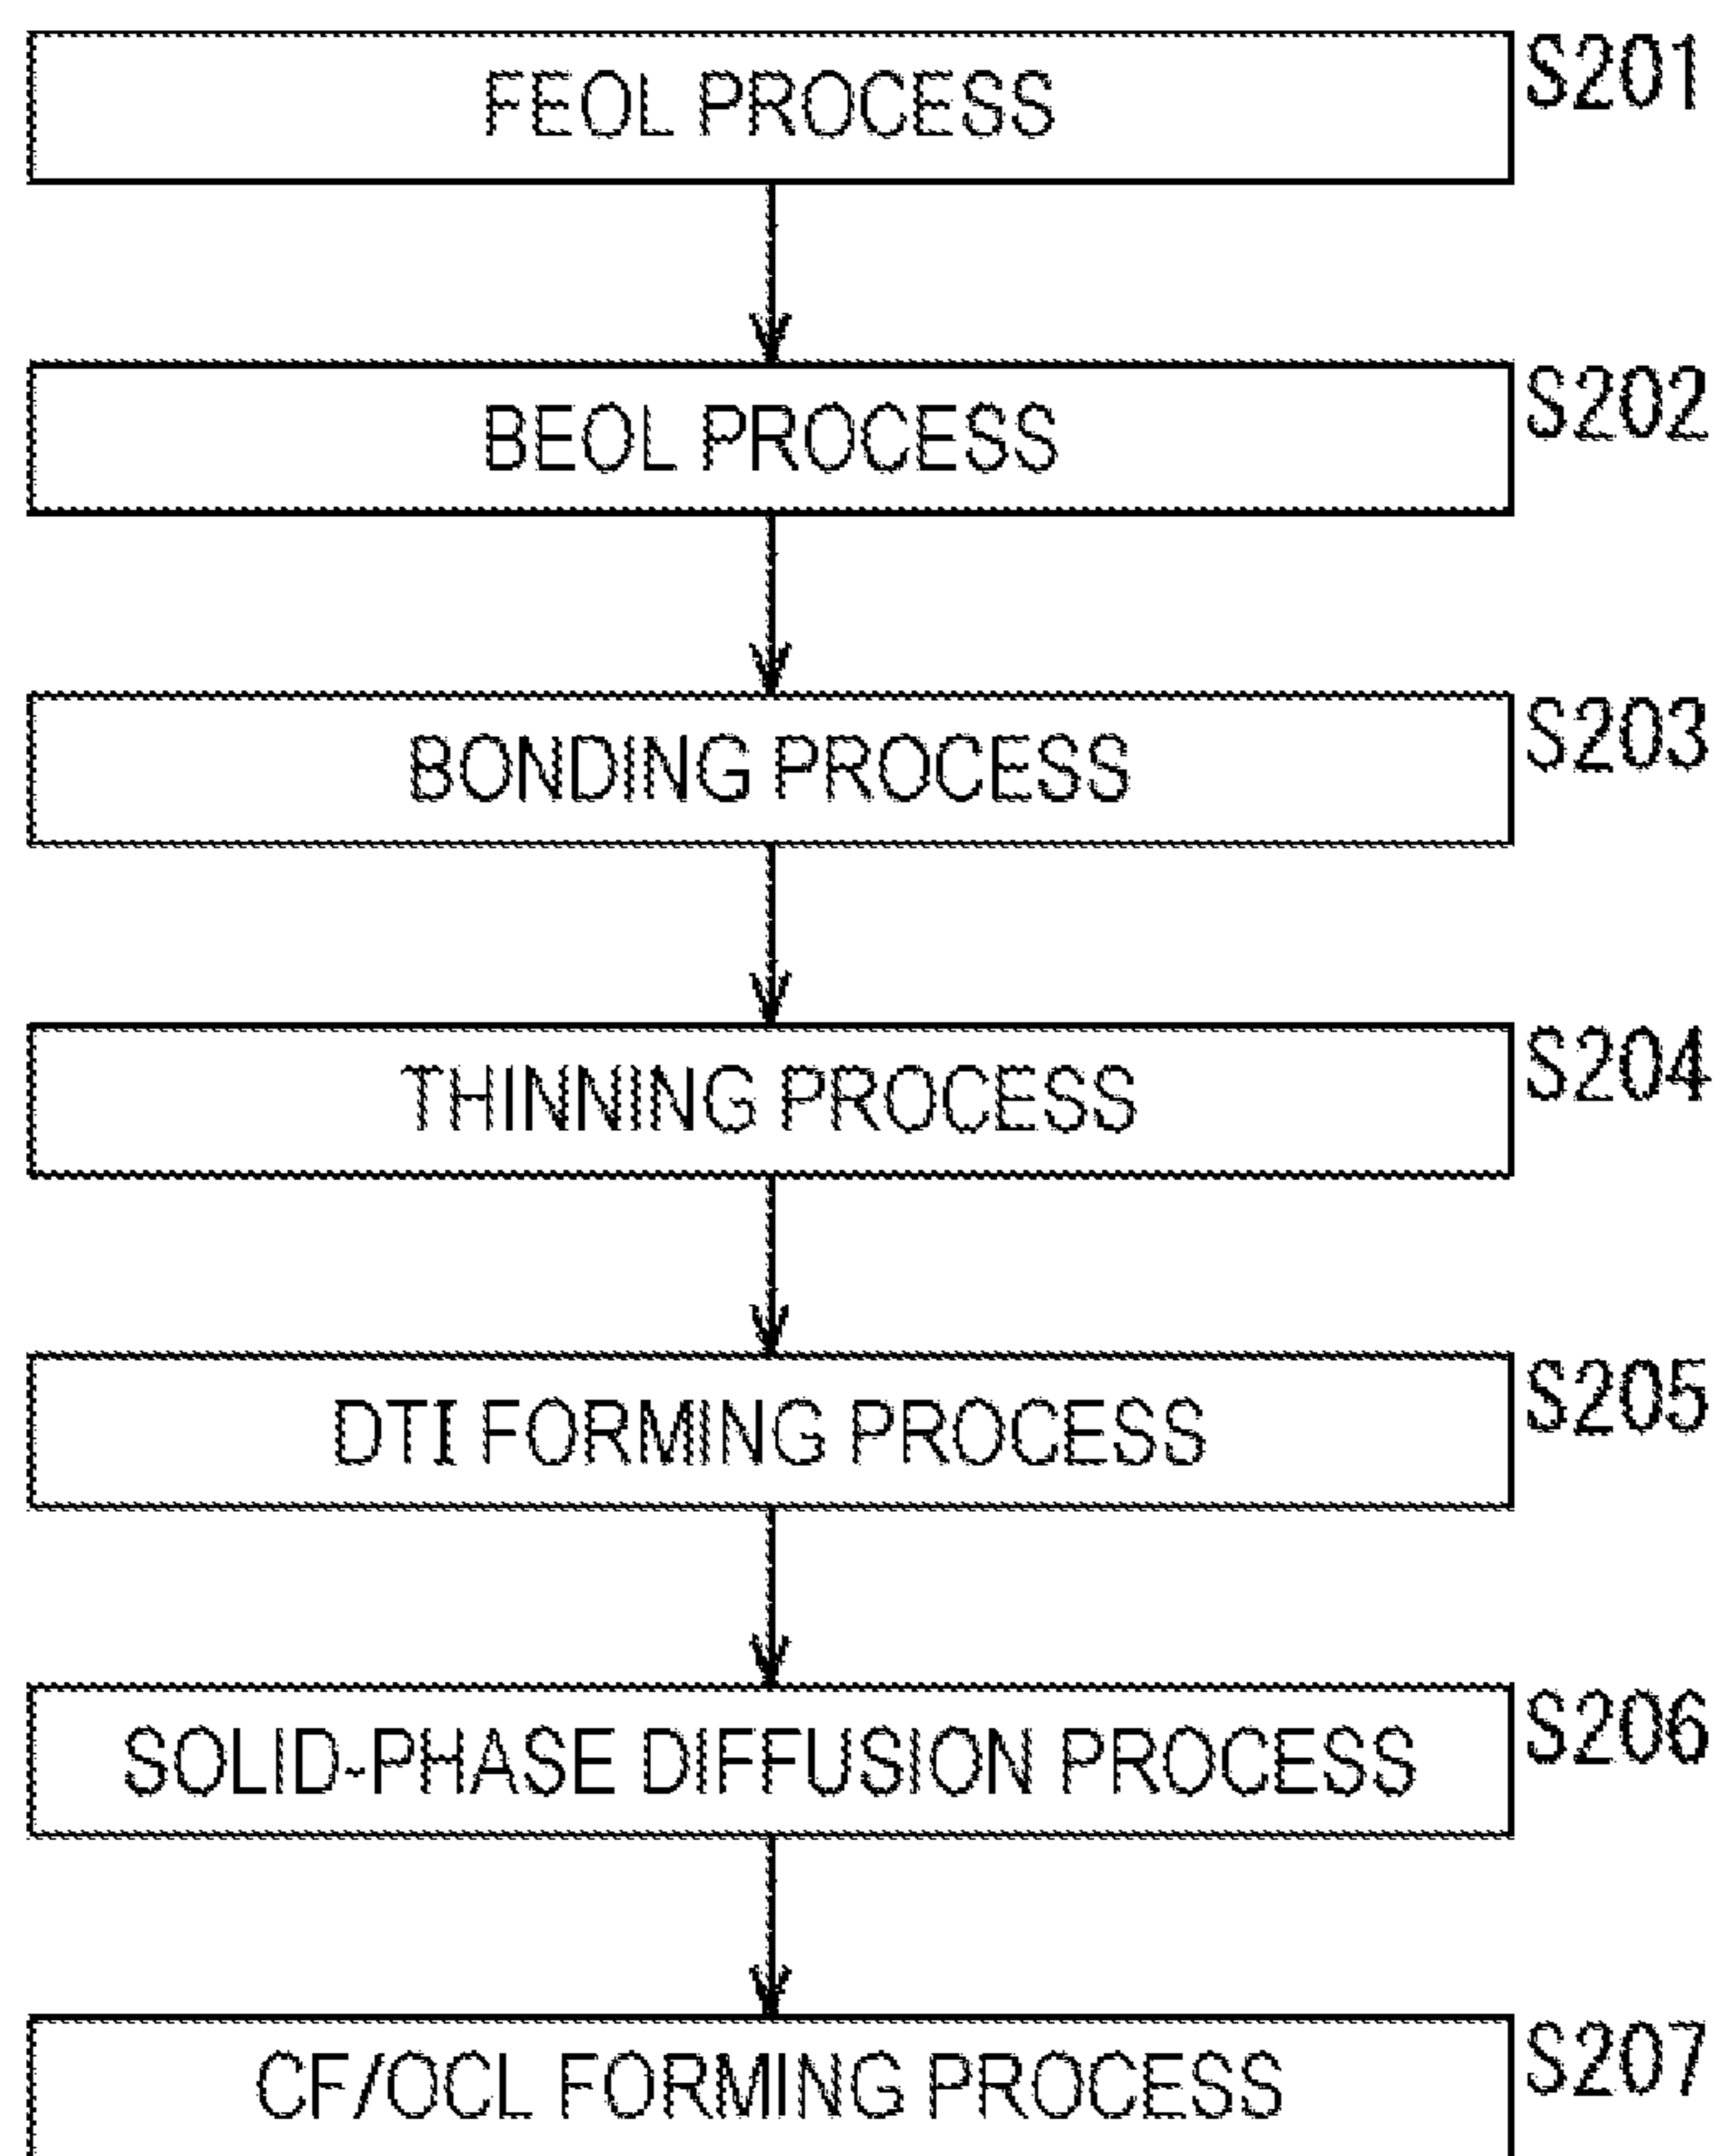 FEOL PROCESS S201
BEOL PROCESS S202
BONDING PROCESS S203
THINNING PROCESS S204
DTI FORMING PROCESS S205
SOLID-PHASE DIFFUSION PROCESS S206
CF/OCL FORMING PROCESS S207